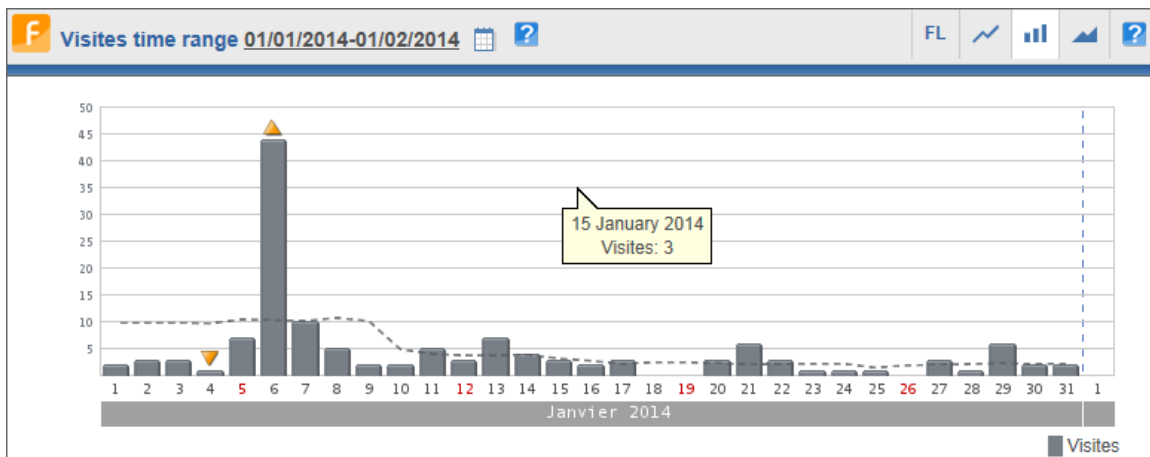 F Visites time range 01/01/2014-01/02/2014 ? FL ?
50
45
40
35
30
25
20
15
10
5
15 January 2014
Visites: 3
1 2 3 4 5 6 7 8 9 10 11 12 13 14 15 16 17 18 19 20 21 22 23 24 25 26 27 28 29 30 31 1
Janvier 2014
Visites